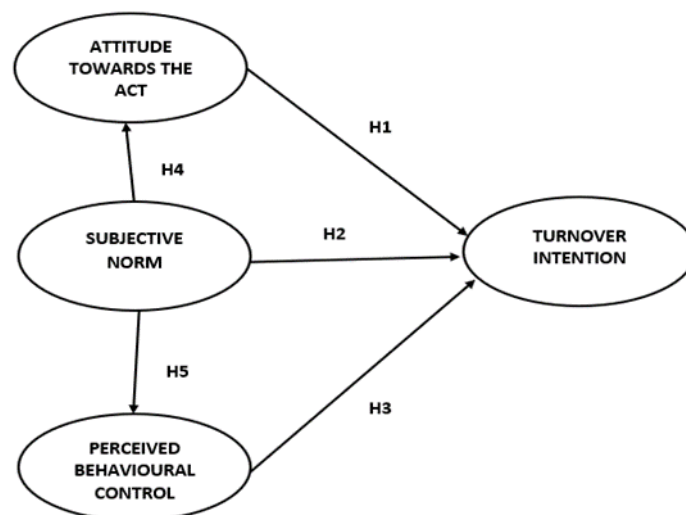 ATTITUDE
TOWARDS THE
ACT
H1
H4
SUBJECTIVE
NORM
H2
TURNOVER
INTENTION
H5
H3
PERCEIVED
BEHAVIOURAL
CONTROL